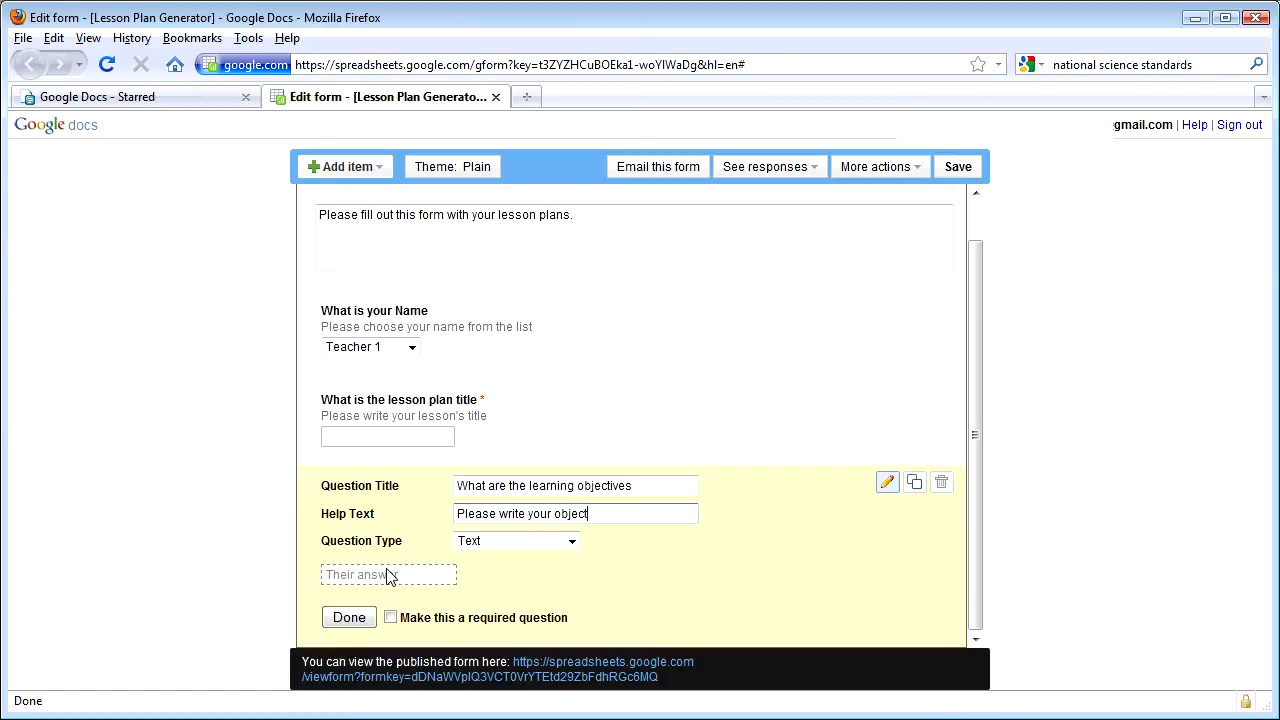 Edit form - [Lesson Plan Generator] - Google Docs - Mozilla Firefox
File Edit View History Bookmarks Tools Help
google.com https://spreadsheets.google.com/gform?key=t3ZYZHCuBOEka1-woYlWaDg&hl=en# national science standards
Google Docs - Starred Edit form - [Lesson Plan Generato...
Google docs gmail.com | Help | Sign out
Add item Theme: Plain Email this form See responses More actions Save
Please fill out this form with your lesson plans.
What is your Name
Please choose your name from the list
Teacher 1
What is the lesson plan title *
Please write your lesson's title
Question Title What are the learning objectives
Help Text Please write your object
Question Type Text
Their answer
Done Make this a required question
You can view the published form here: https://spreadsheets.google.com
/viewform?formkey=dDNaWVpIQ3VCT0VrYTEtd29ZbFdhRGc6MQ
Done